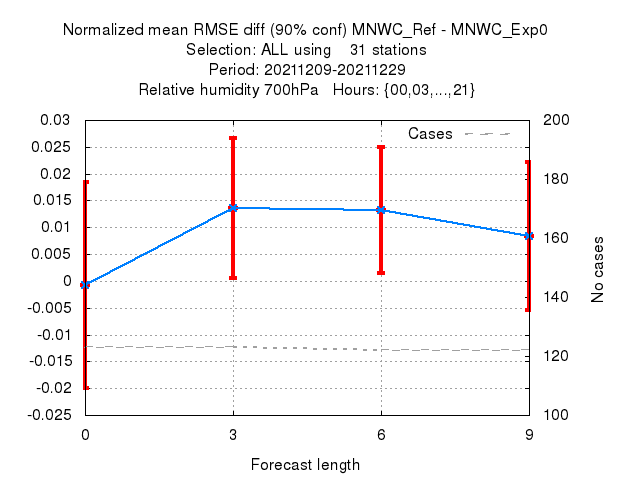 Normalized mean RMSE diff (90% conf) MNWC_Ref - MNWC_Exp0
Selection: ALL using 31 stations
Period: 20211209-20211229
Relative humidity 700hPa Hours: {00,03,...,21}
Cases
0.03
0.025
0.02
0.015
0.01
0.005
0
-0.005
-0.01
-0.015
-0.02
-0.025
200
180
160
140
120
100
No cases
0 3 6 9
Forecast length